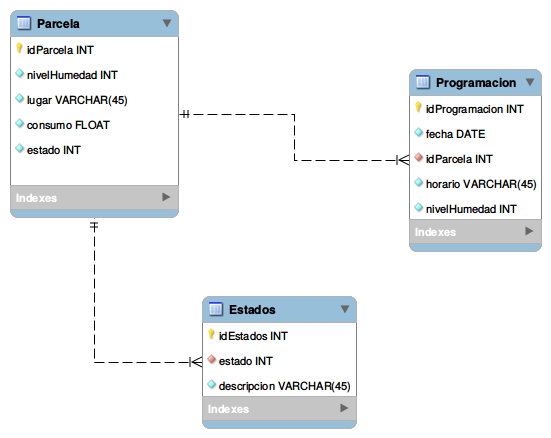 Parcela
idParcela INT
nivelHumedad INT
lugar VARCHAR(45)
consumo FLOAT
estado INT
Indexes
Programacion
idProgramacion INT
fecha DATE
idParcela INT
horario VARCHAR(45)
nivelHumedad INT
Indexes
Estados
idEstados INT
estado INT
descripcion VARCHAR(45)
Indexes